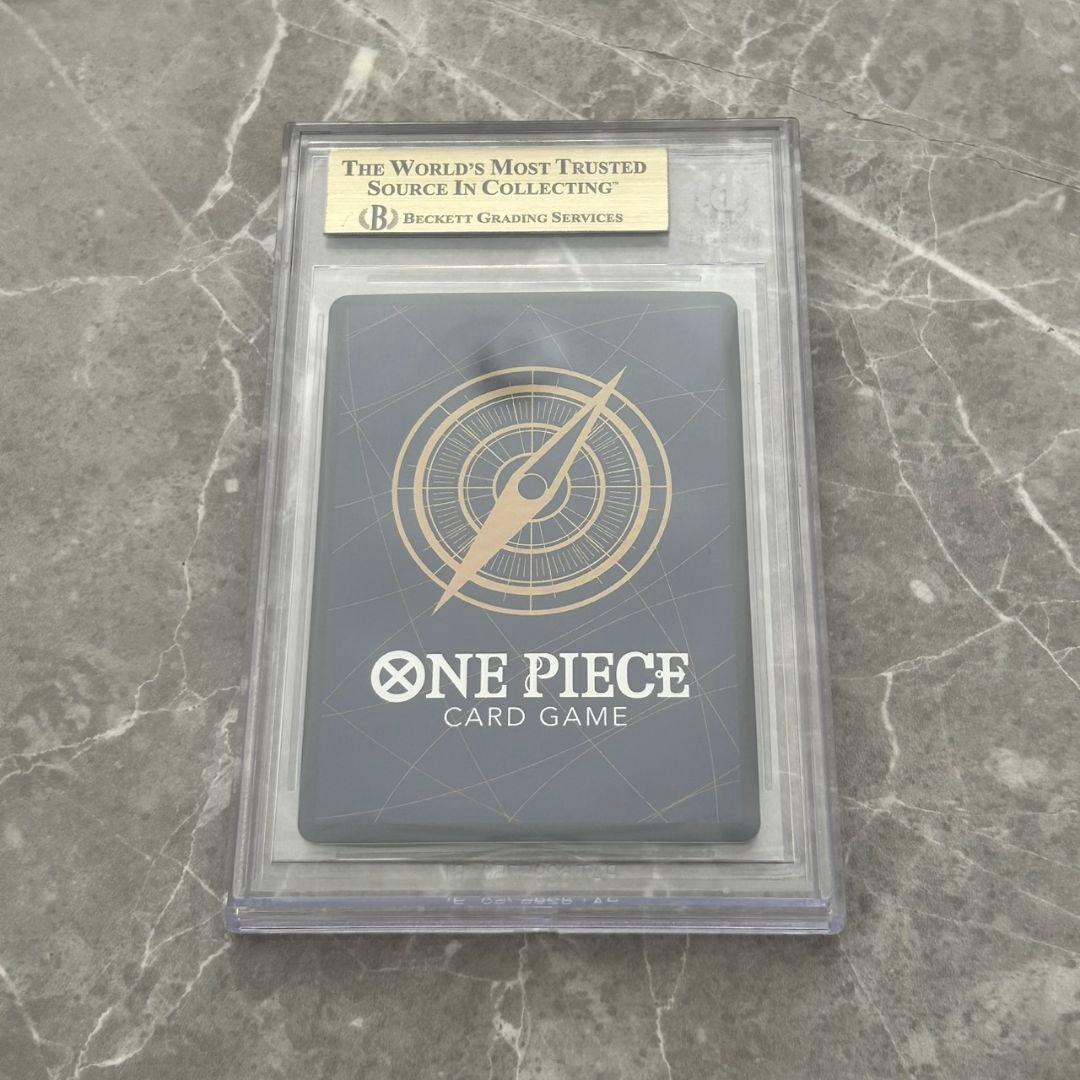 THE WORLD'S MOST TRUSTED
SOURCE IN COLLECTING™
B BECKETT GRADING SERVICES
ONE PIECE
CARD GAME